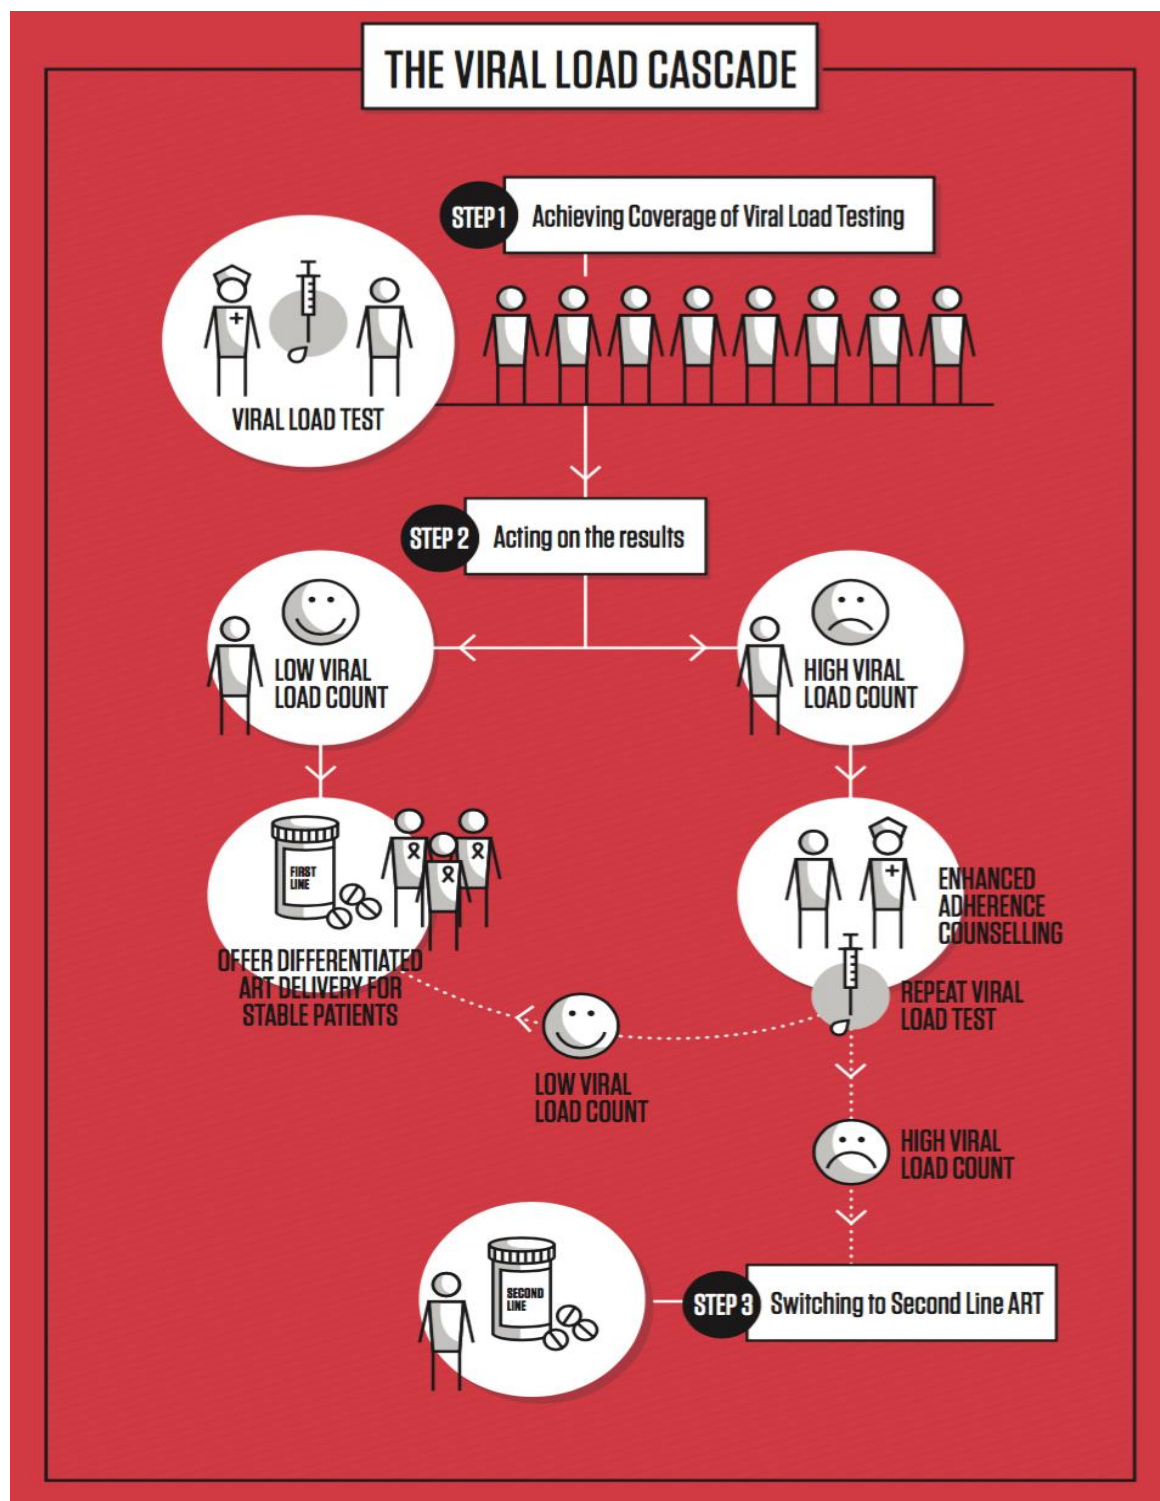 THE VIRAL LOAD CASCADE
STEP 1
Achieving Coverage of Viral Load Testing
VIRAL LOAD TEST
STEP 2
Acting on the results
LOW VIRAL
LOAD COUNT
HIGH VIRAL
LOAD COUNT
FIRST
LINE
OFFER DIFFERENTIATED
ART DELIVERY FOR
STABLE PATIENTS
ENHANCED
ADHERENCE
COUNSELLING
REPEAT VIRAL
LOAD TEST
LOW VIRAL
LOAD COUNT
HIGH VIRAL
LOAD COUNT
SECOND
LINE
STEP 3
Switching to Second Line ART